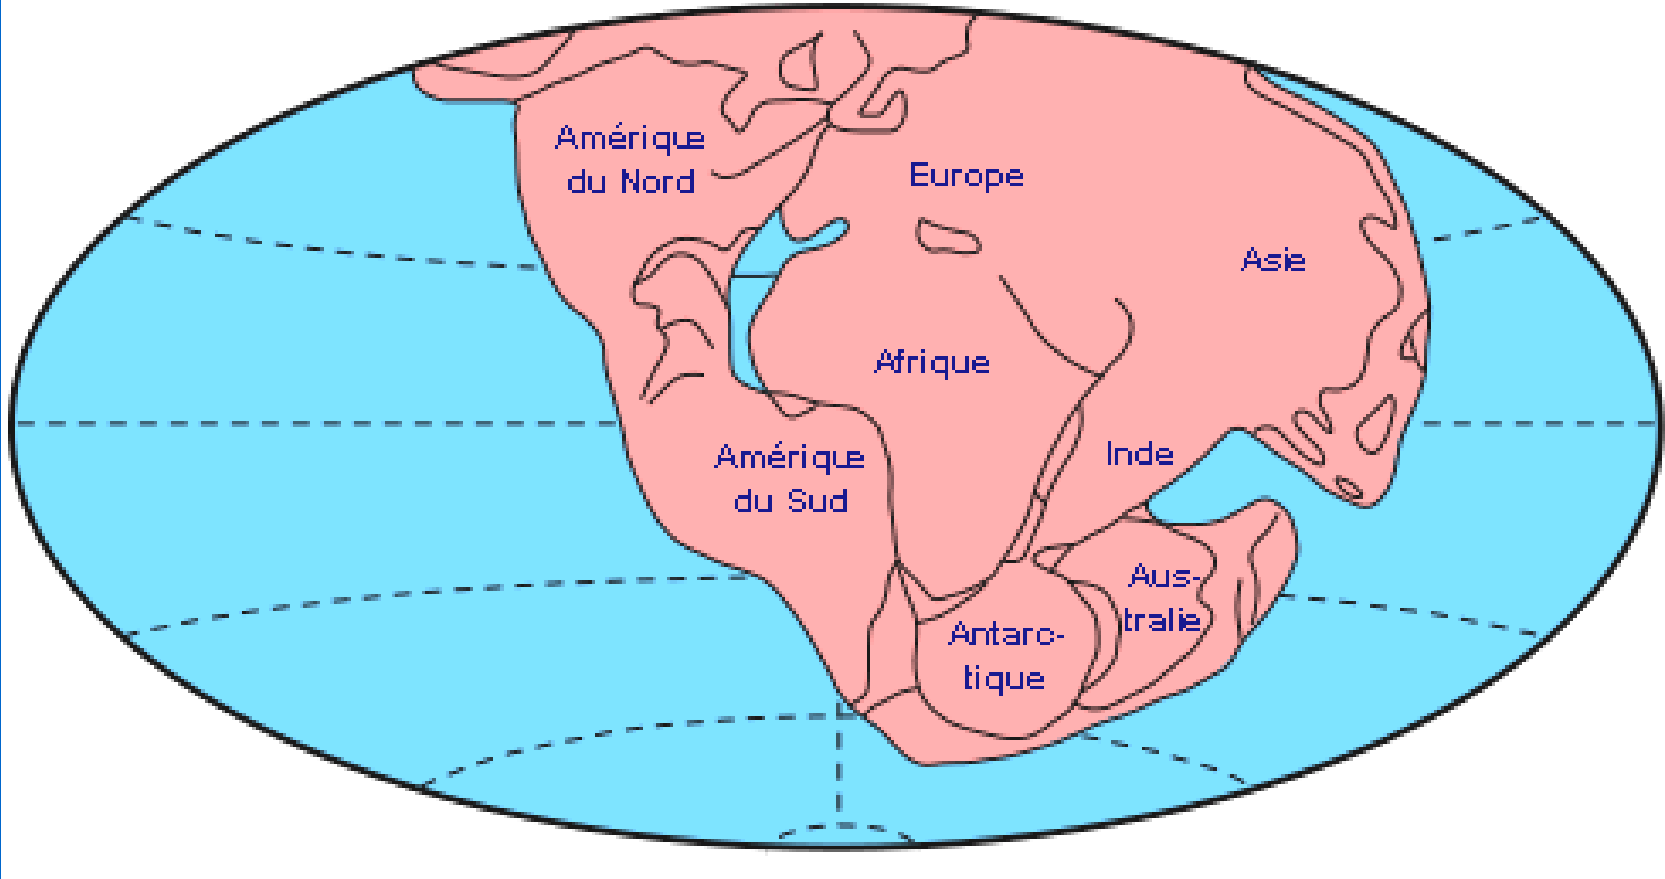 Amérique
du Nord
Europe
Asie
Afrique
Inde
Amérique
du Sud
Aus-
tralie
Antarc-
tique